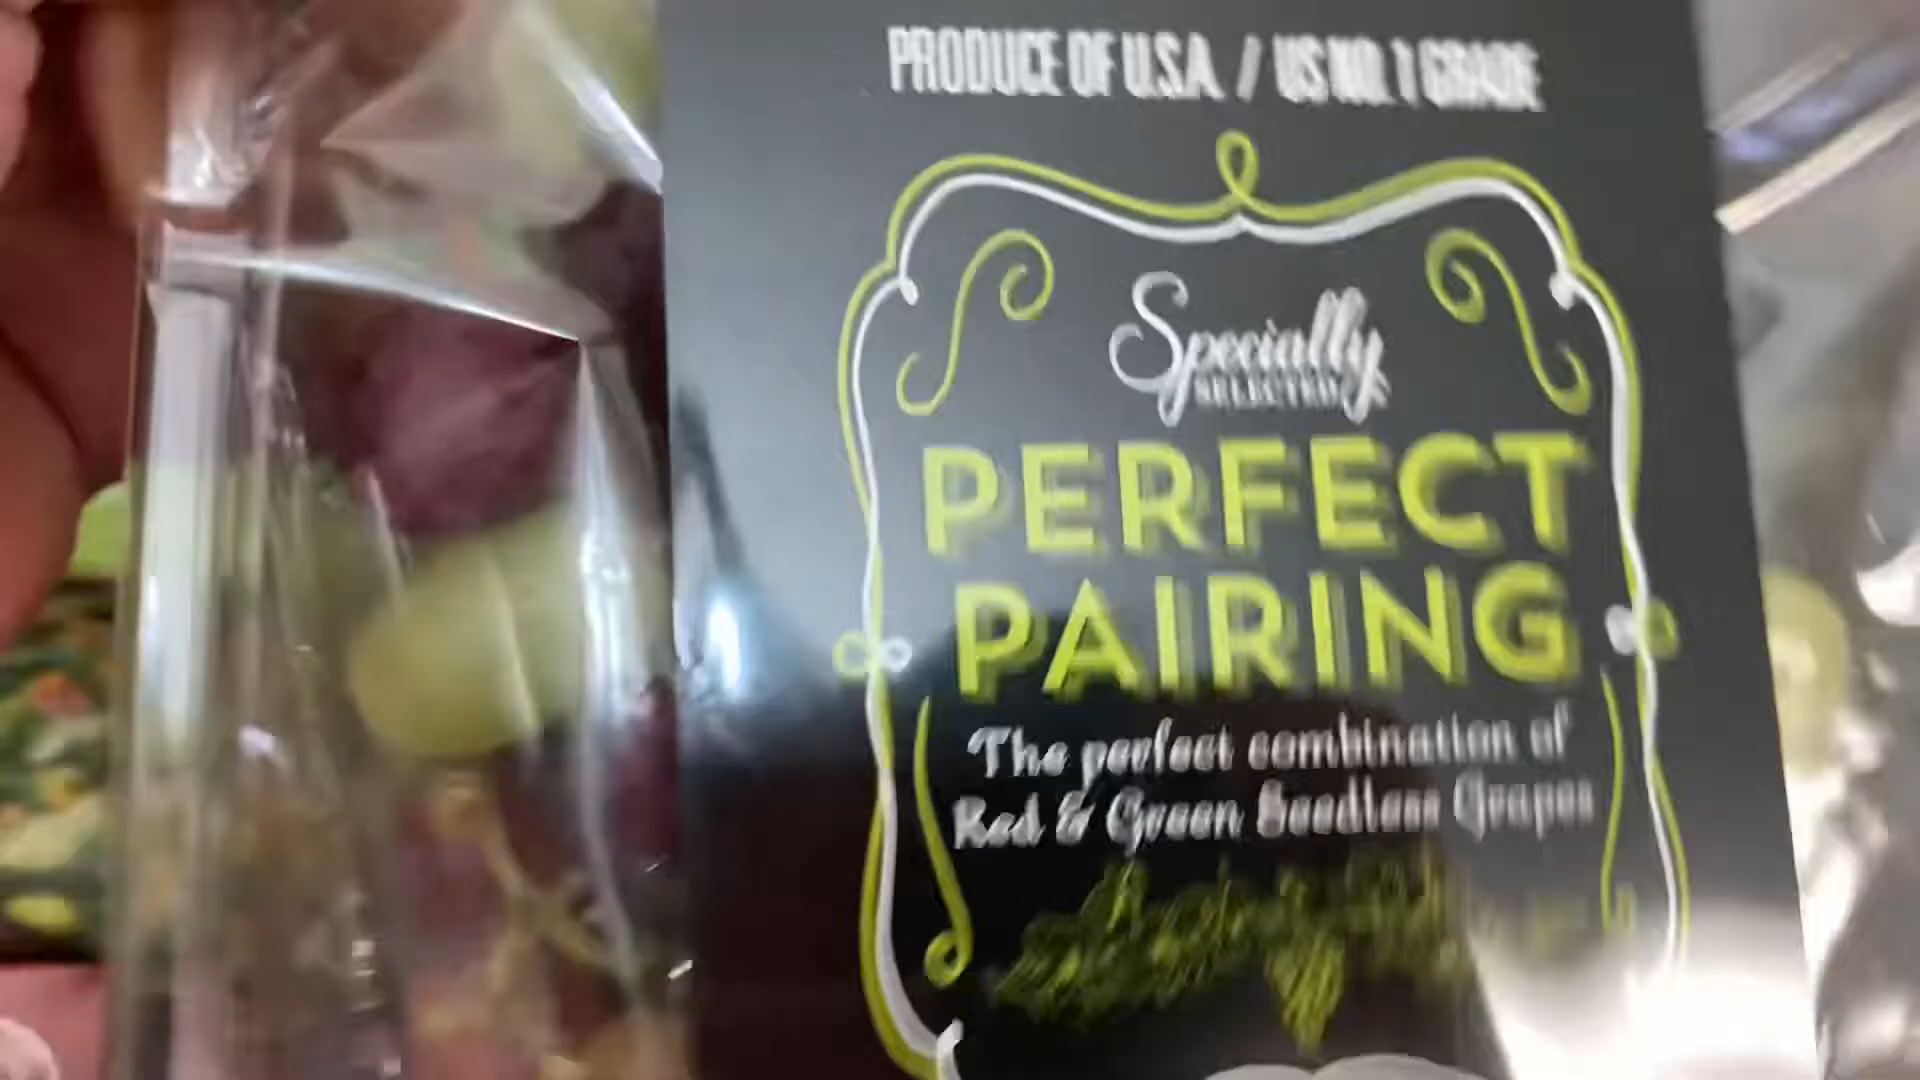 PRODUCE OF U.S.A. / US NO. 1 GRADE
Specially
SELECTED
PERFECT
PAIRING
The perfect combination of
Red & Green Seedless Grapes